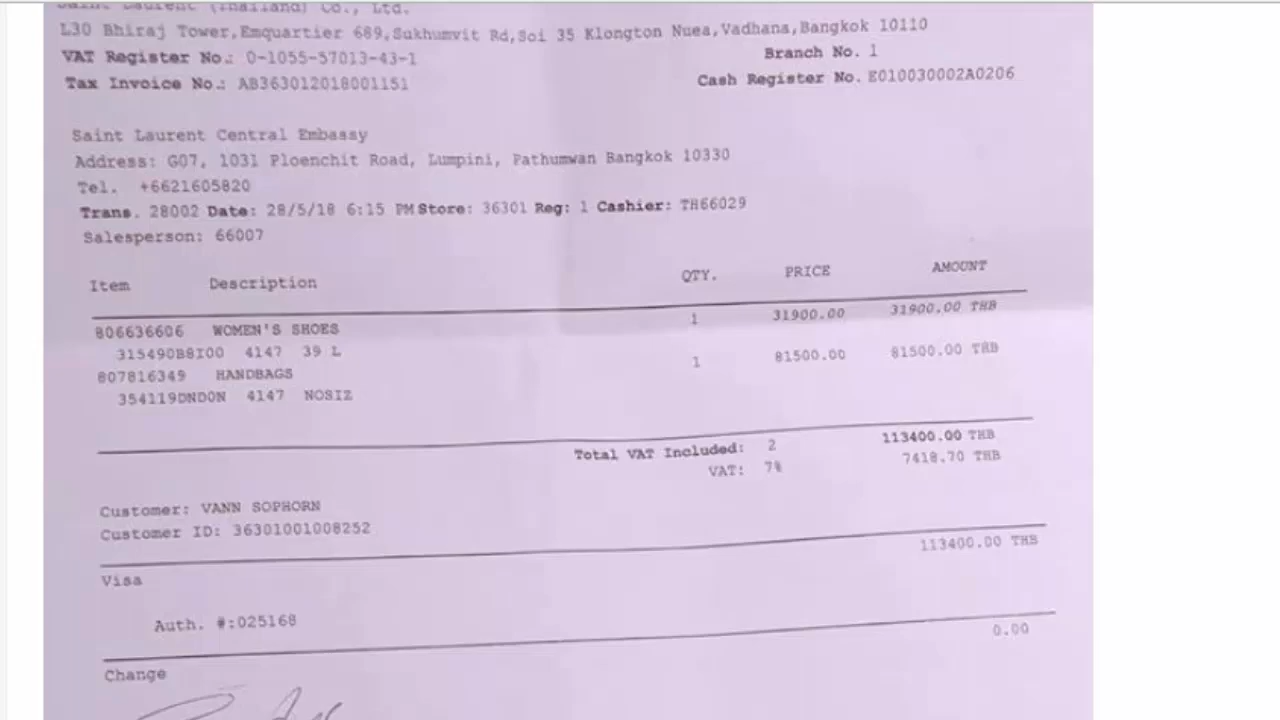 Saint Laurent (Thailand) Co., Ltd.
L30 Bhiraj Tower,Emquartier 689,Sukhumvit Rd,Soi 35 Klongton Nuea,Vadhana,Bangkok 10110
VAT Register No.: 0-1055-57013-43-1 Branch No. 1
Tax Invoice No.: AB363012018001151 Cash Register No. E010030002A0206
Saint Laurent Central Embassy
Address: G07, 1031 Ploenchit Road, Lumpini, Pathumwan Bangkok 10330
Tel. +6621605820
Trans. 28002 Date: 28/5/18 6:15 PM Store: 36301 Reg: 1 Cashier: TH66029
Salesperson: 66007
Item Description QTY. PRICE AMOUNT
806636606 WOMEN'S SHOES 1 31900.00 31900.00 THB
315490B8I00 4147 39 L
807816349 HANDBAGS 1 81500.00 81500.00 THB
354119DND0N 4147 NOSIZ
Total VAT Included: 2 113400.00 THB
VAT: 7% 7418.70 THB
Customer: VANN SOPHORN
Customer ID: 36301001008252
Visa 113400.00 THB
Auth. #:025168
Change 0.00